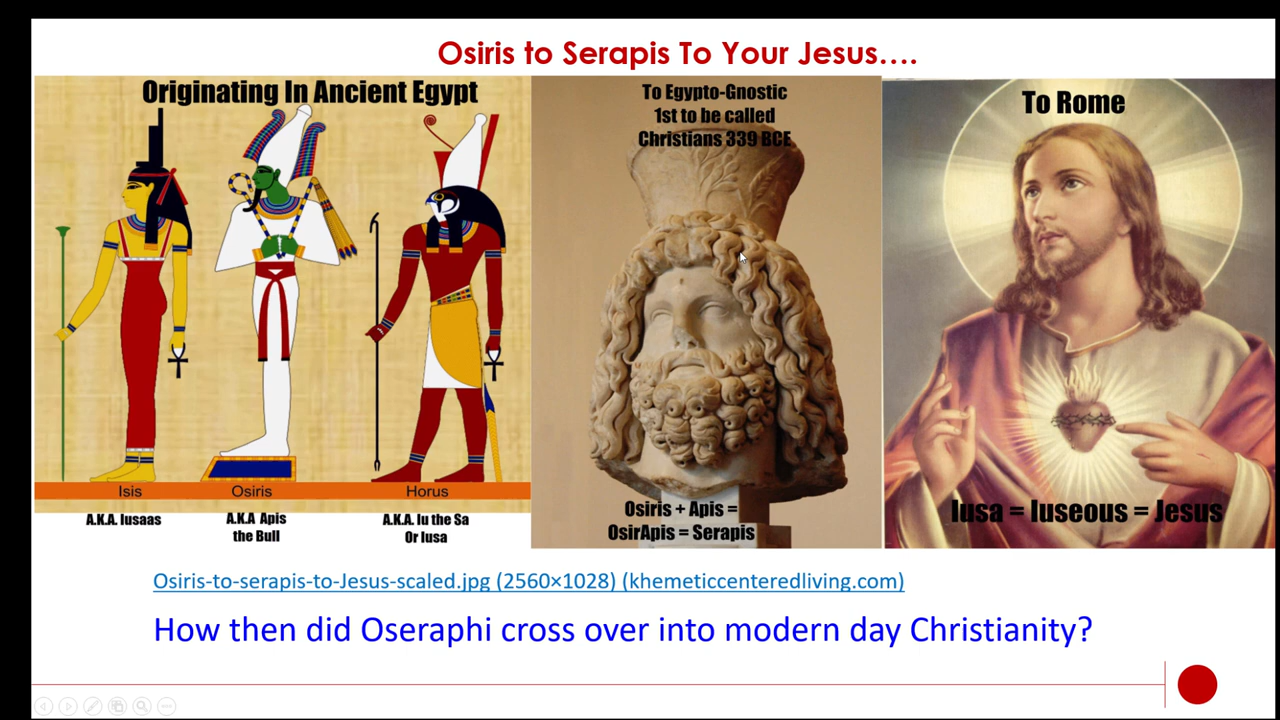 Osiris to Serapis To Your Jesus....
Originating In Ancient Egypt
Isis
Osiris
Horus
A.K.A. Iusaas
A.K.A Apis
the Bull
A.K.A. Iu the Sa
Or Iusa
To Egypto-Gnostic
1st to be called
Christians 339 BCE
Osiris + Apis =
OsirApis = Serapis
To Rome
Iusa = Iuseous = Jesus
Osiris-to-serapis-to-Jesus-scaled.jpg (2560×1028) (khemeticcenteredliving.com)
How then did Oseraphi cross over into modern day Christianity?